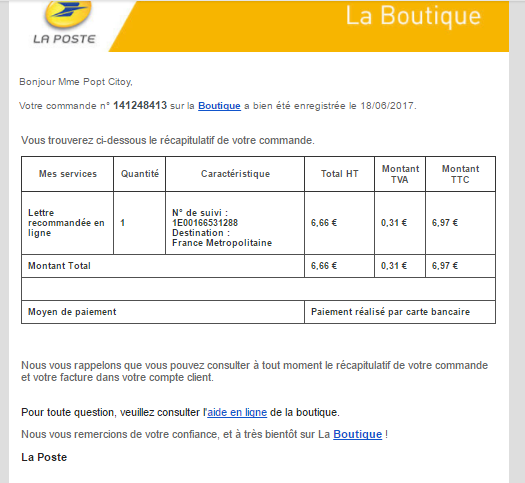 LA POSTE
La Boutique
Bonjour Mme Popt Citoy,
Votre commande n° 141248413 sur la Boutique a bien été enregistrée le 18/06/2017.
Vous trouverez ci-dessous le récapitulatif de votre commande.
Mes services Quantité Caractéristique Total HT Montant TVA Montant TTC
Lettre recommandée en ligne 1 N° de suivi : 1E00166531288 Destination : France Metropolitaine 6,66 € 0,31 € 6,97 €
Montant Total 6,66 € 0,31 € 6,97 €
Moyen de paiement Paiement réalisé par carte bancaire
Nous vous rappelons que vous pouvez consulter à tout moment le récapitulatif de votre commande
et votre facture dans votre compte client.
Pour toute question, veuillez consulter l'aide en ligne de la boutique.
Nous vous remercions de votre confiance, et à très bientôt sur La Boutique !
La Poste